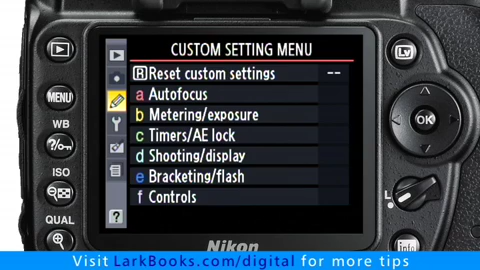 CUSTOM SETTING MENU
R Reset custom settings --
a Autofocus
b Metering/exposure
c Timers/AE lock
d Shooting/display
e Bracketing/flash
f Controls
MENU
WB
?/
ISO
QUAL
?
Lv
OK
L
info
Nikon
Visit LarkBooks.com/digital for more tips